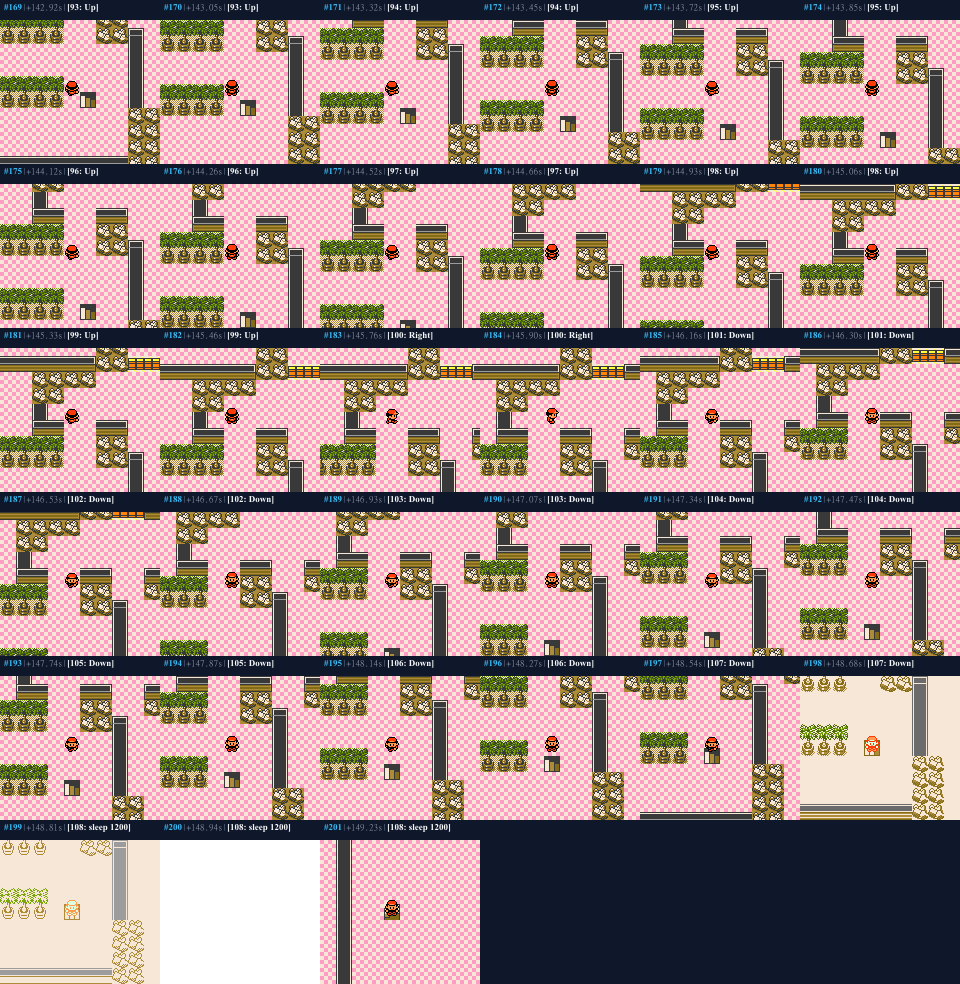 #169|+142.92s|[93: Up]
#170|+143.05s|[93: Up]
#171|+143.32s|[94: Up]
#172|+143.45s|[94: Up]
#173|+143.72s|[95: Up]
#174|+143.85s|[95: Up]
#175|+144.12s|[96: Up]
#176|+144.26s|[96: Up]
#177|+144.52s|[97: Up]
#178|+144.66s|[97: Up]
#179|+144.93s|[98: Up]
#180|+145.06s|[98: Up]
#181|+145.33s|[99: Up]
#182|+145.46s|[99: Up]
#183|+145.76s|[100: Right]
#184|+145.90s|[100: Right]
#185|+146.16s|[101: Down]
#186|+146.30s|[101: Down]
#187|+146.53s|[102: Down]
#188|+146.67s|[102: Down]
#189|+146.93s|[103: Down]
#190|+147.07s|[103: Down]
#191|+147.34s|[104: Down]
#192|+147.47s|[104: Down]
#193|+147.74s|[105: Down]
#194|+147.87s|[105: Down]
#195|+148.14s|[106: Down]
#196|+148.27s|[106: Down]
#197|+148.54s|[107: Down]
#198|+148.68s|[107: Down]
#199|+148.81s|[108: sleep 1200]
#200|+148.94s|[108: sleep 1200]
#201|+149.23s|[108: sleep 1200]